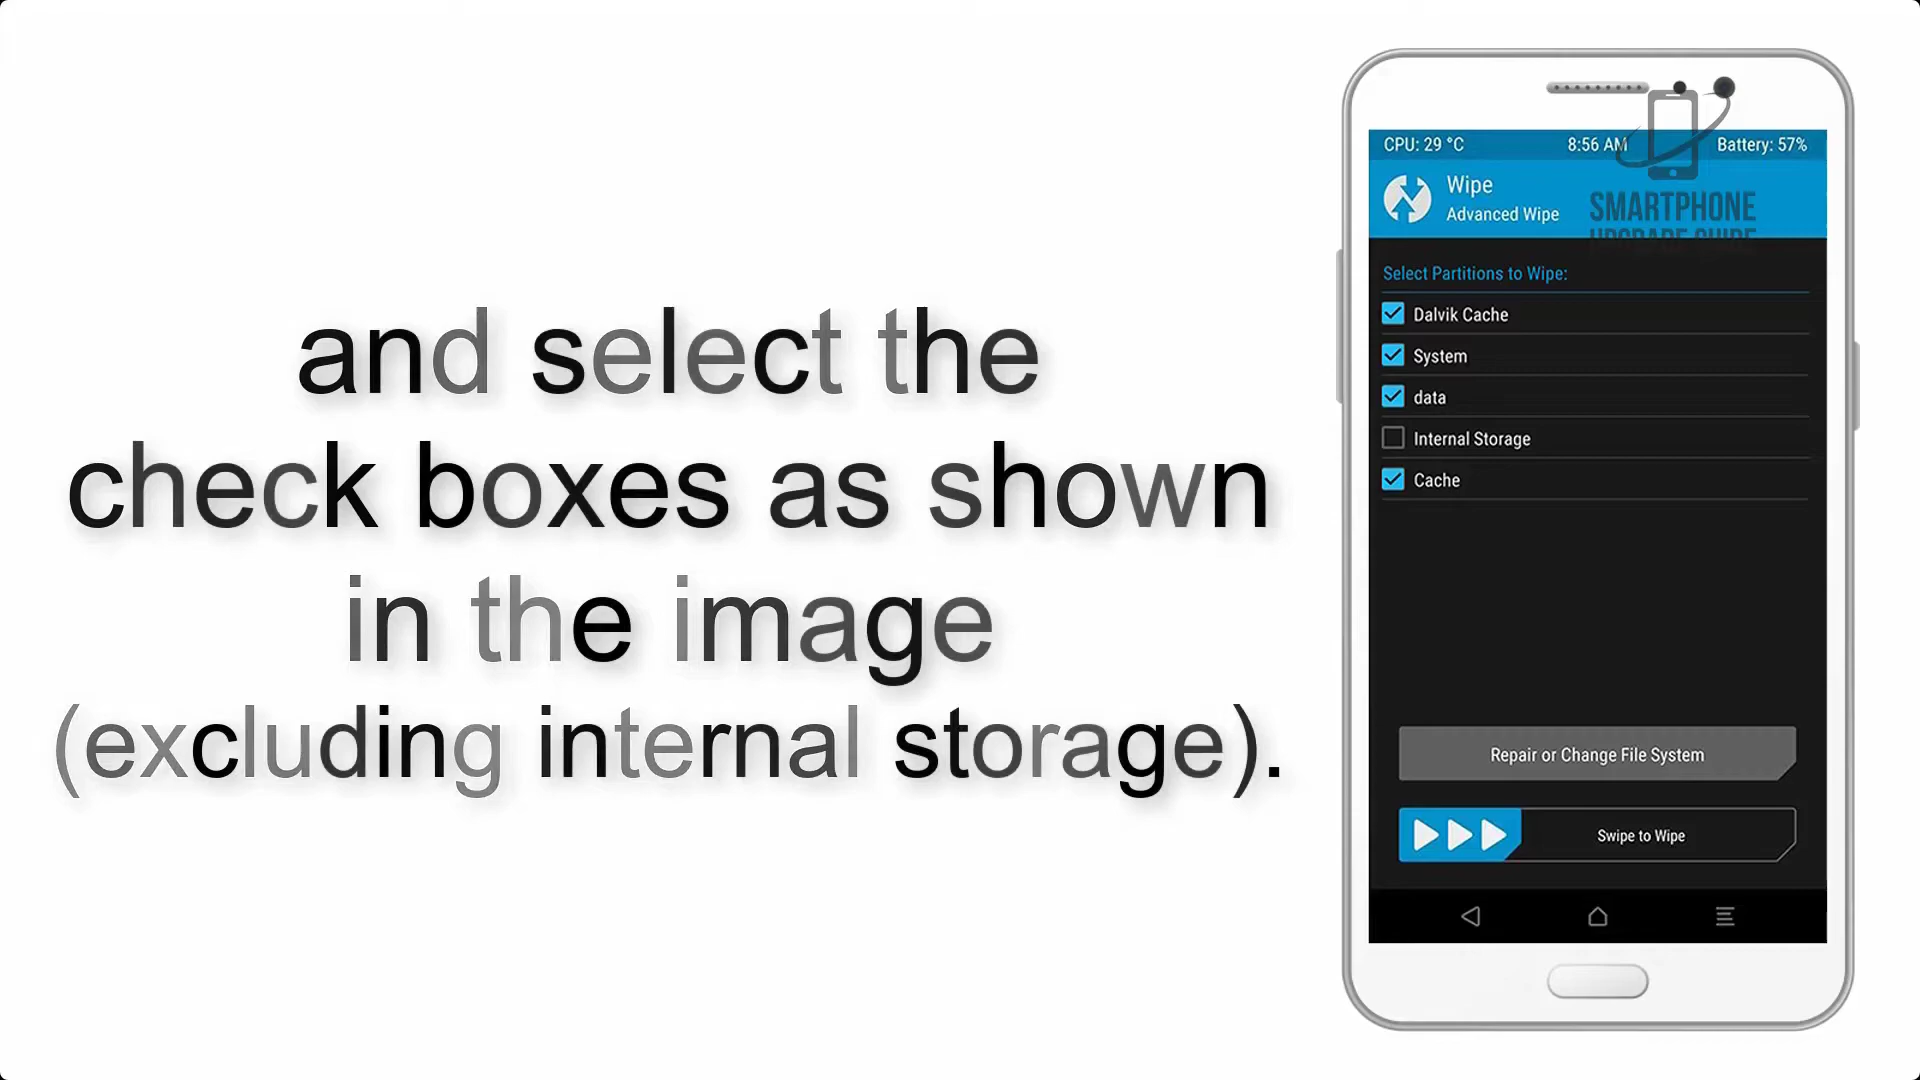 and select the
check boxes as shown
in the image
(excluding internal storage).
CPU: 29 °C 8:56 AM Battery: 57%
Wipe
Advanced Wipe
SMARTPHONE
UPGRADE GUIDE
Select Partitions to Wipe:
Dalvik Cache
System
data
Internal Storage
Cache
Repair or Change File System
Swipe to Wipe